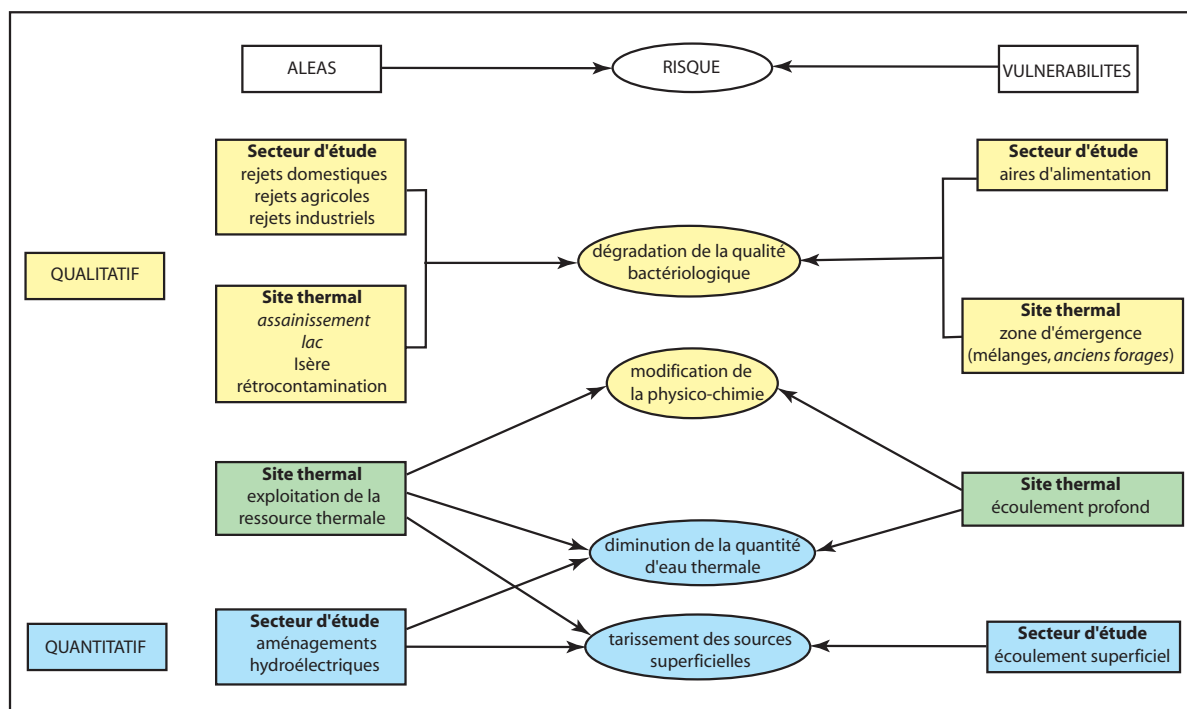 ALEAS
RISQUE
VULNERABILITES
Secteur d'étude
rejets domestiques
rejets agricoles
rejets industriels
Secteur d'étude
aires d'alimentation
QUALITATIF
dégradation de la qualité
bactériologique
Site thermal
assainissement
lac
Isère
rétrocontamination
Site thermal
zone d'émergence
(mélanges, anciens forages)
modification de
la physico-chimie
Site thermal
exploitation de la
ressource thermale
Site thermal
écoulement profond
diminution de la quantité
d'eau thermale
QUANTITATIF
Secteur d'étude
aménagements
hydroélectriques
tarissement des sources
superficielles
Secteur d'étude
écoulement superficiel